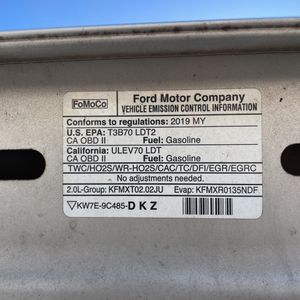 FoMoCo
Ford Motor Company
VEHICLE EMISSION CONTROL INFORMATION
Conforms to regulations: 2019 MY
U.S. EPA: T3B70 LDT2
CA OBD II Fuel: Gasoline
California: ULEV70 LDT
CA OBD II Fuel: Gasoline
TWC/HO2S/WR-HO2S/CAC/TC/DFI/EGR/EGRC
No adjustments needed.
2.0L-Group: KFMXT02.02JU Evap: KFMXR0135NDF
KW7E-9C485-DKZ